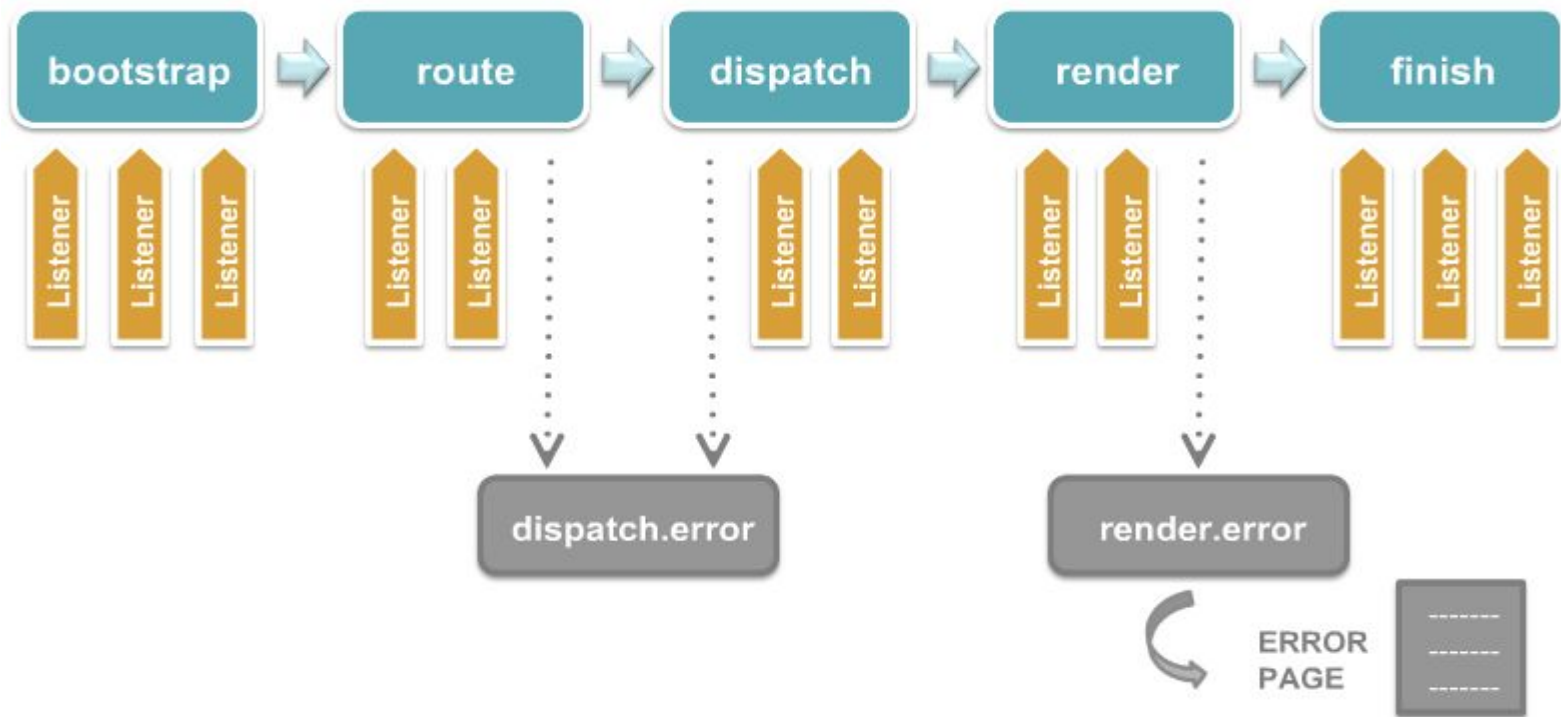 bootstrap
route
dispatch
render
finish
Listener
Listener
Listener
Listener
Listener
Listener
Listener
Listener
Listener
Listener
Listener
Listener
dispatch.error
render.error
ERROR
PAGE
-------
-------
-------